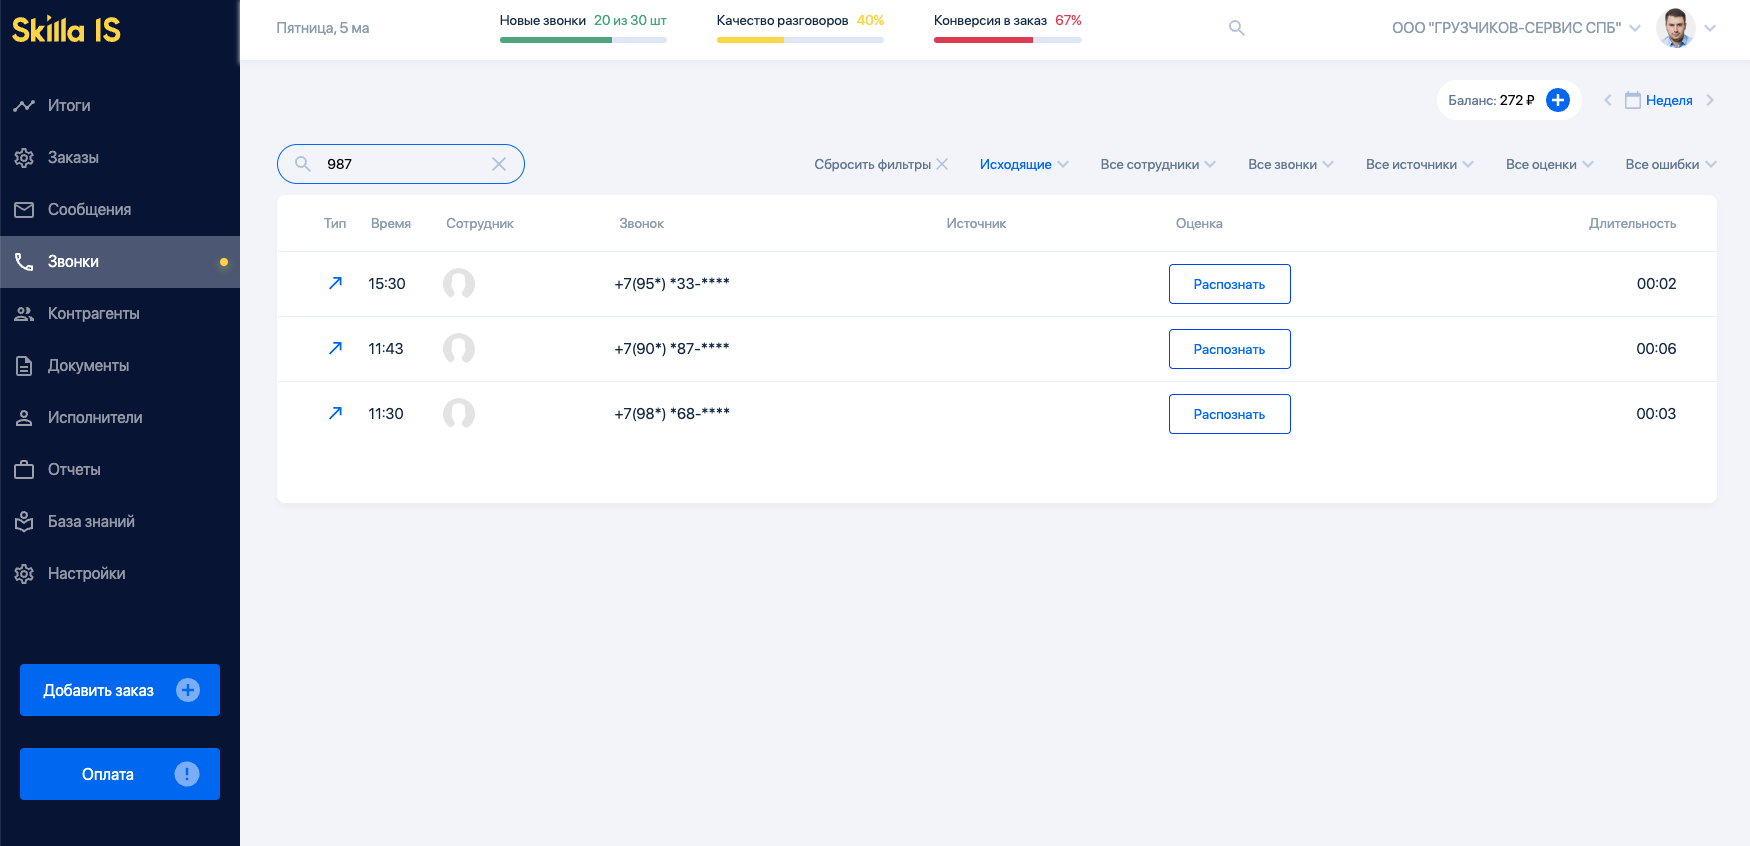 Skilla IS
Пятница, 5 ма
Новые звонки 20 из 30 шт
Качество разговоров 40%
Конверсия в заказ 67%
ООО "ГРУЗЧИКОВ-СЕРВИС СПБ"
Итоги
Заказы
Сообщения
Звонки
Контрагенты
Документы
Исполнители
Отчеты
База знаний
Настройки
Добавить заказ
Оплата
Баланс: 272 ₽
Неделя
987
Сбросить фильтры
Исходящие
Все сотрудники
Все звонки
Все источники
Все оценки
Все ошибки
Тип Время Сотрудник Звонок Источник Оценка Длительность
15:30 +7(95*) *33-**** Распознать 00:02
11:43 +7(90*) *87-**** Распознать 00:06
11:30 +7(98*) *68-**** Распознать 00:03